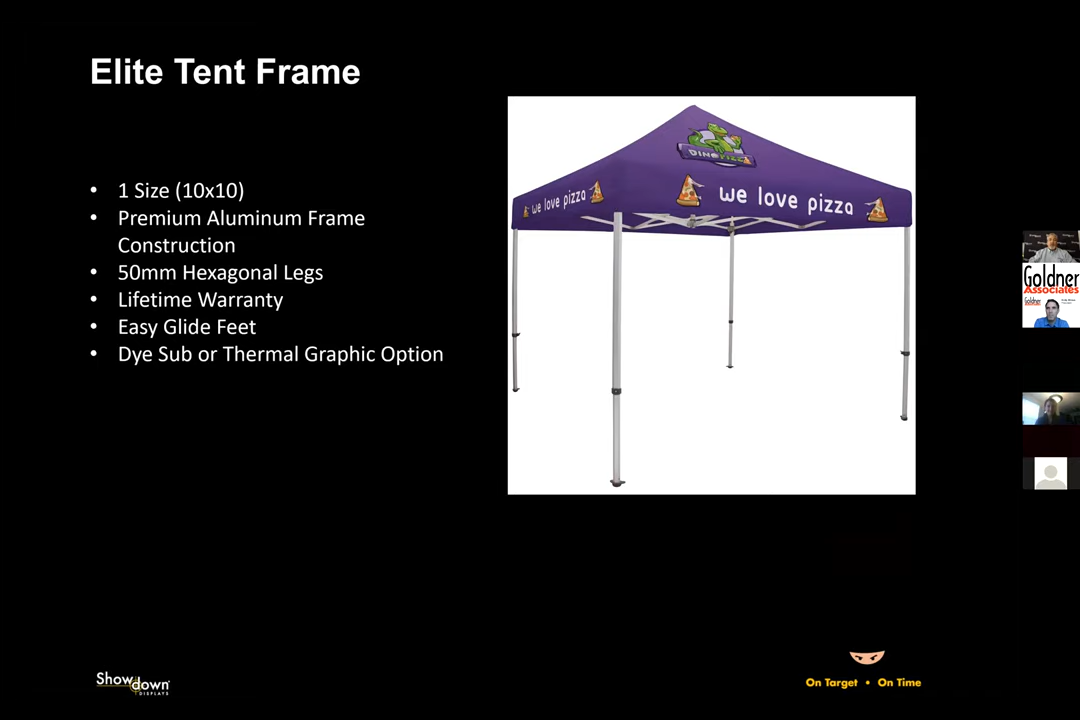 Elite Tent Frame
• 1 Size (10x10)
• Premium Aluminum Frame
Construction
• 50mm Hexagonal Legs
• Lifetime Warranty
• Easy Glide Feet
• Dye Sub or Thermal Graphic Option
DINOPIZZA
we love pizza
we love pizza
Goldner
Associates
Goldner
Showdown
DISPLAYS
On Target • On Time